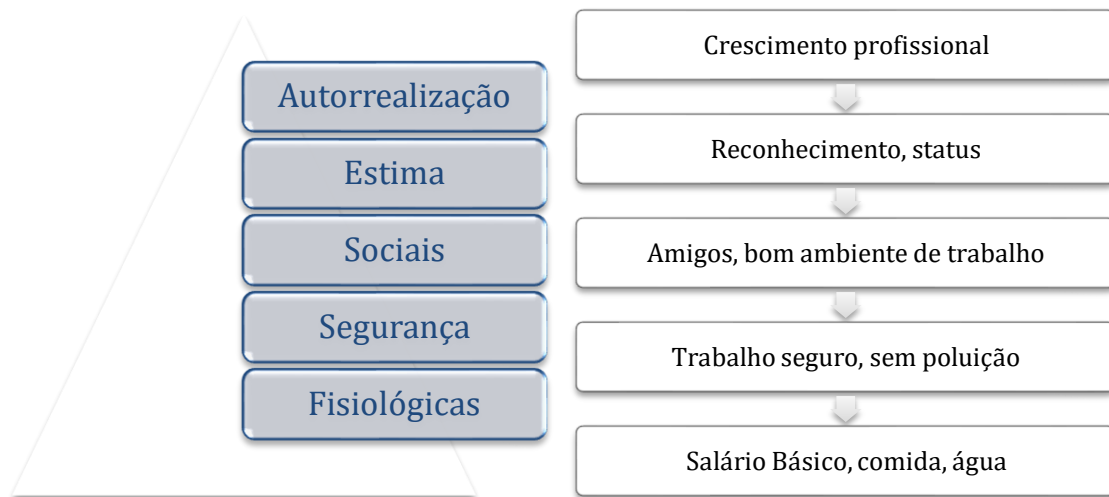 Autorrealização
Estima
Sociais
Segurança
Fisiológicas
Crescimento profissional
Reconhecimento, status
Amigos, bom ambiente de trabalho
Trabalho seguro, sem poluição
Salário Básico, comida, água